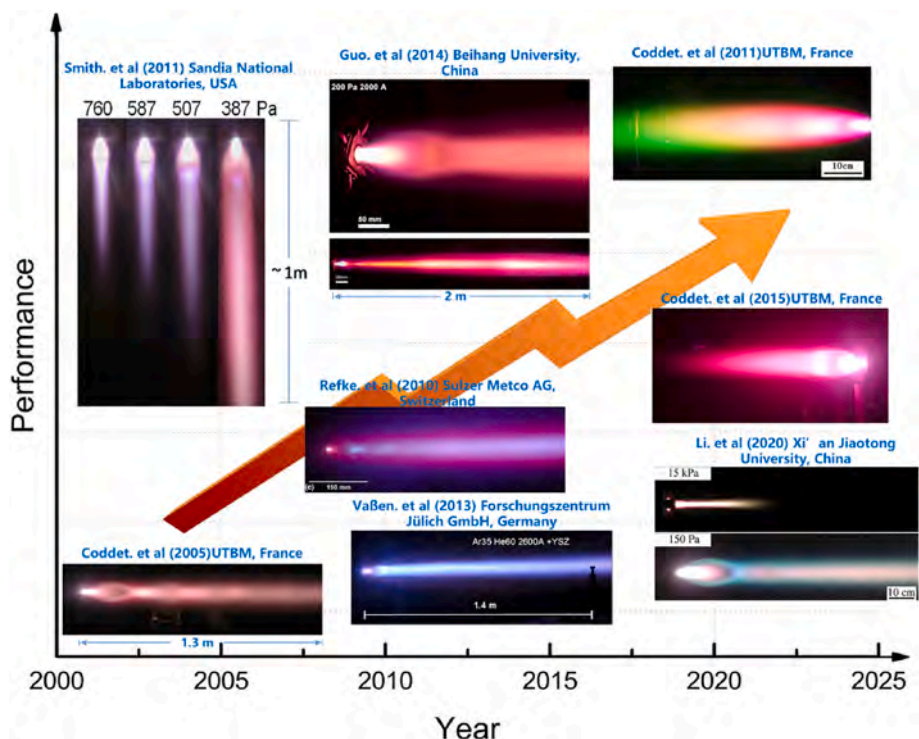 Smith. et al (2011) Sandia National
Laboratories, USA
760 587 507 387 Pa
~1m
Guo. et al (2014) Beihang University,
China
200 Pa 2000 A
50 mm
2 m
Coddet. et al (2011)UTBM, France
10cm
Coddet. et al (2015)UTBM, France
Refke. et al (2010) Sulzer Metco AG,
Switzerland
(c)
150 mm
Li. et al (2020) Xi’an Jiaotong
University, China
15 kPa
150 Pa
10 cm
Vaßen. et al (2013) Forschungszentrum
Jülich GmbH, Germany
Ar35 He60 2600A +YSZ
1.4 m
Coddet. et al (2005)UTBM, France
1.3 m
Performance
2000 2005 2010 2015 2020 2025
Year